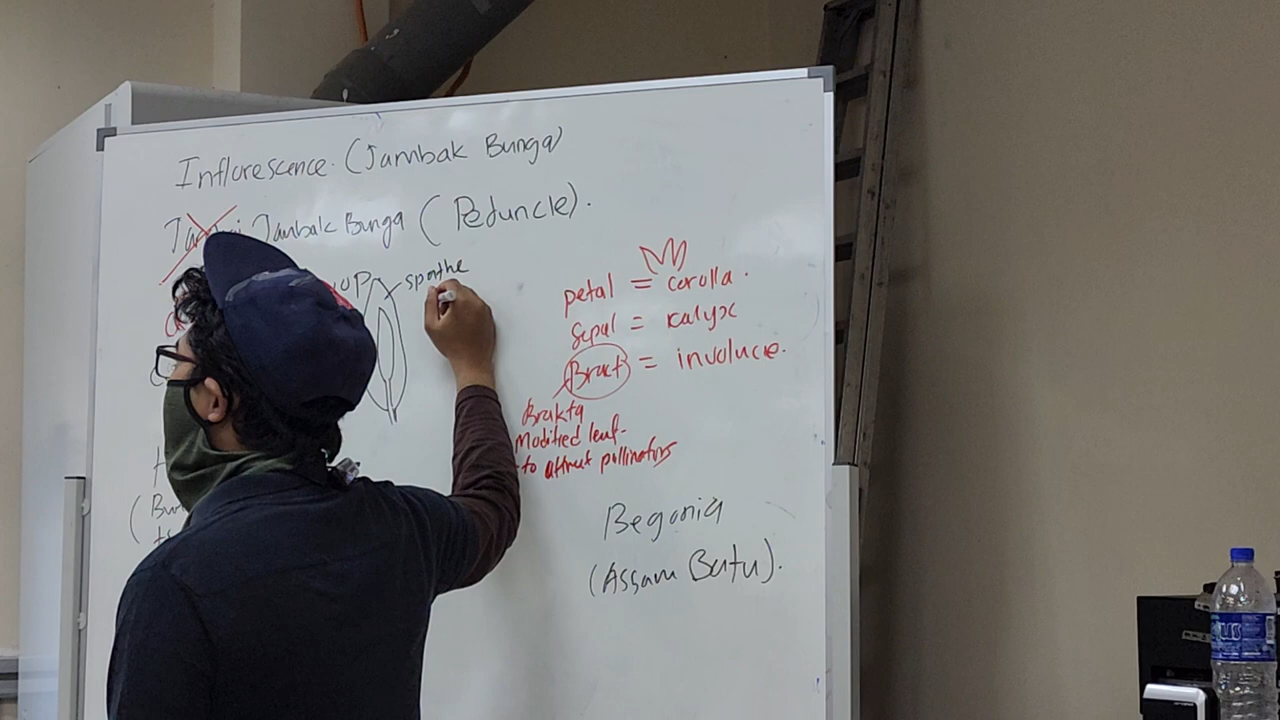 Inflorescence. (Jambak Bunga)
Jambak Bunga (Peduncle).
spathe
petal = corolla.
sepal = kalyx
Bract = involucre.
Brakta
Modified leaf
to attract pollinators
Begonia
(Assam Batu).